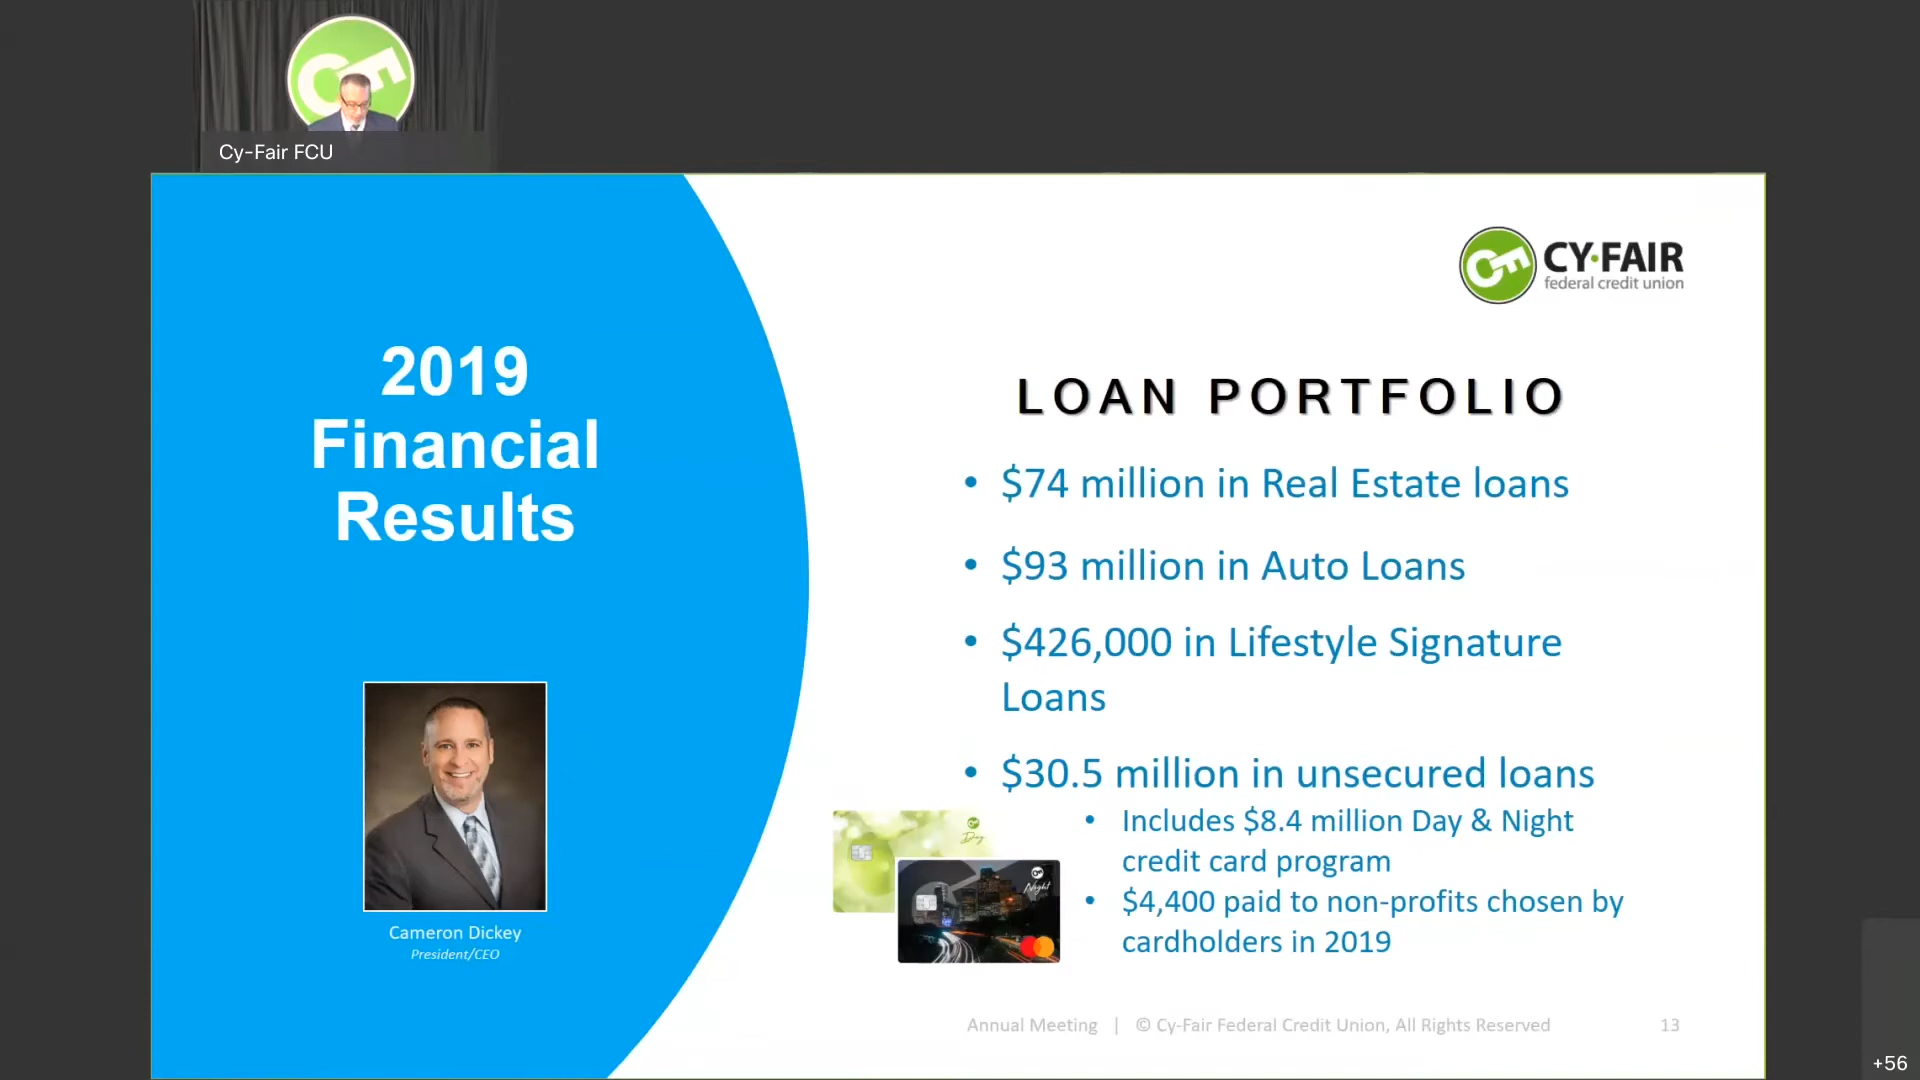 Cy-Fair FCU
CY·FAIR
federal credit union
2019
Financial
Results
Cameron Dickey
President/CEO
LOAN PORTFOLIO
• $74 million in Real Estate loans
• $93 million in Auto Loans
• $426,000 in Lifestyle Signature
Loans
• $30.5 million in unsecured loans
• Includes $8.4 million Day & Night
credit card program
• $4,400 paid to non-profits chosen by
cardholders in 2019
Day
Night
Annual Meeting | © Cy-Fair Federal Credit Union, All Rights Reserved 13
+56